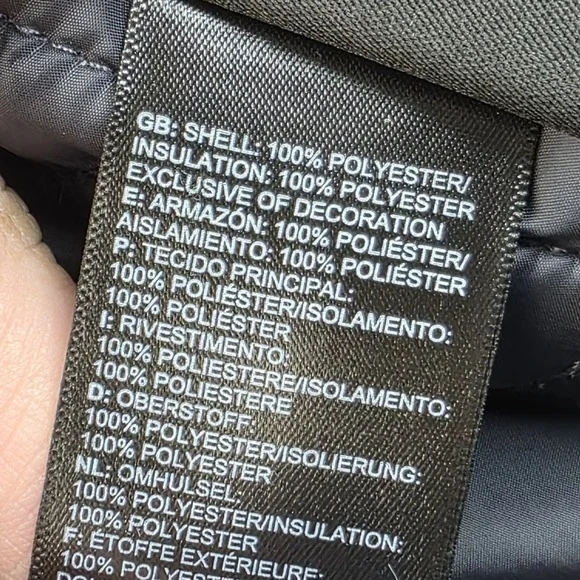 GB: SHELL: 100% POLYESTER/
INSULATION: 100% POLYESTER
EXCLUSIVE OF DECORATION
E: ARMAZÓN: 100% POLIÉSTER/
AISLAMIENTO: 100% POLIÉSTER
P: TECIDO PRINCIPAL:
100% POLIÉSTER/ISOLAMENTO:
100% POLIÉSTER
I: RIVESTIMENTO:
100% POLIESTERE/ISOLAMENTO:
100% POLIESTERE
D: OBERSTOFF:
100% POLYESTER/ISOLIERUNG:
100% POLYESTER
NL: OMHULSEL:
100% POLYESTER/INSULATION:
100% POLYESTER
F: ÉTOFFE EXTÉRIEURE:
100% POLYESTER